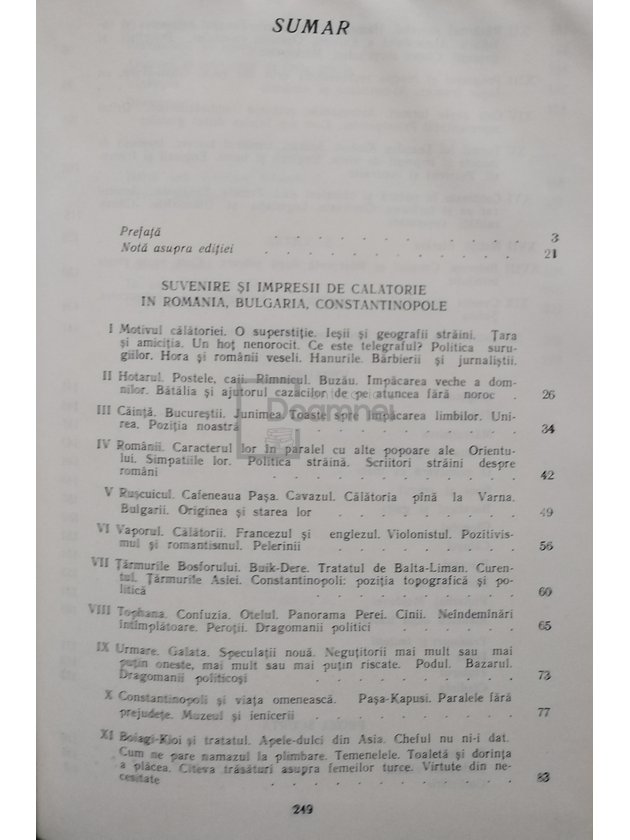 SUMAR
Prefață . . . . . . . . . . . 3
Notă asupra ediției . . . . . . . . . . . 21
SUVENIRE ȘI IMPRESII DE CALATORIE
IN ROMANIA, BULGARIA, CONSTANTINOPOLE
I Motivul călătoriei. O superstiție. Ieșii și geografii străini. Țara
și amiciția. Un hoț nenorocit. Ce este telegraful? Politica suru-
giilor. Hora și românii veseli. Hanurile. Bărbierii și jurnaliștii.
II Hotarul. Postele, caii. Rîmnicul. Buzău. Impăcarea veche a dom-
nilor. Bătălia și ajutorul cazăcilor de pe atuncea fără noroc . 26
III Căință. Bucureștii. Junimea. Toaste spre împăcarea limbilor. Uni-
rea. Poziția noastră . . . . . . . . . 34
IV Românii. Caracterul lor în paralel cu alte popoare ale Orientu-
lui. Simpatiile lor. Politica străină. Scriitori străini despre
români . . . . . . . . . . . 42
V Rușcuicul. Cafeneaua Pașa. Cavazul. Călătoria pînă la Varna.
Bulgarii. Originea și starea lor . . . . . . 49
VI Vaporul. Călătorii. Francezul și englezul. Violonistul. Pozitivis-
mul și romantismul. Pelerinii . . . . . . 56
VII Țărmurile Bosforului. Buik-Dere. Tratatul de Balta-Liman. Curen-
tul. Țărmurile Asiei. Constantinopoli: poziția topografică și po-
litică . . . . . . . . . . . 60
VIII Tophana. Confuzia. Otelul. Panorama Perei. Cînii. Neîndemînări
întîmplătoare. Peroții. Dragomanii politici . . . . 65
IX Urmare. Galata. Speculații nouă. Neguțitorii mai mult sau mai
puțin oneste, mai mult sau mai puțin riscate. Podul. Bazarul.
Dragomanii politicoși . . . . . . . . 73
X Constantinopoli și viața omenească. Pașa-Kapusi. Paralele fără
prejudețe. Muzeul și ienicerii . . . . . . . 77
XI Boiagi-Kioi și tratatul. Apele-dulci din Asia. Cheful nu ni-i dat.
Cum ne pare namazul la plimbare. Temenelele. Toaletă și dorința
a plăcea. Cîteva trăsături asupra femeilor turce. Virtute din ne-
cesitate . . . . . . . . . . . 83
249